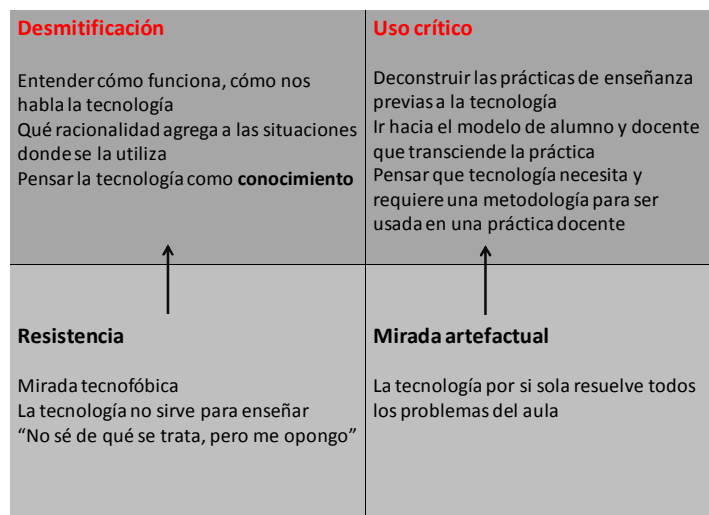 Desmitificación
Entender cómo funciona, cómo nos
habla la tecnología
Qué racionalidad agrega a las situaciones
donde se la utiliza
Pensar la tecnología como conocimiento
Uso crítico
Deconstruir las prácticas de enseñanza
previas a la tecnología
Ir hacia el modelo de alumno y docente
que transciende la práctica
Pensar que tecnología necesita y
requiere una metodología para ser
usada en una práctica docente
Resistencia
Mirada tecnofóbica
La tecnología no sirve para enseñar
“No sé de qué se trata, pero me opongo”
Mirada artefactual
La tecnología por si sola resuelve todos
los problemas del aula